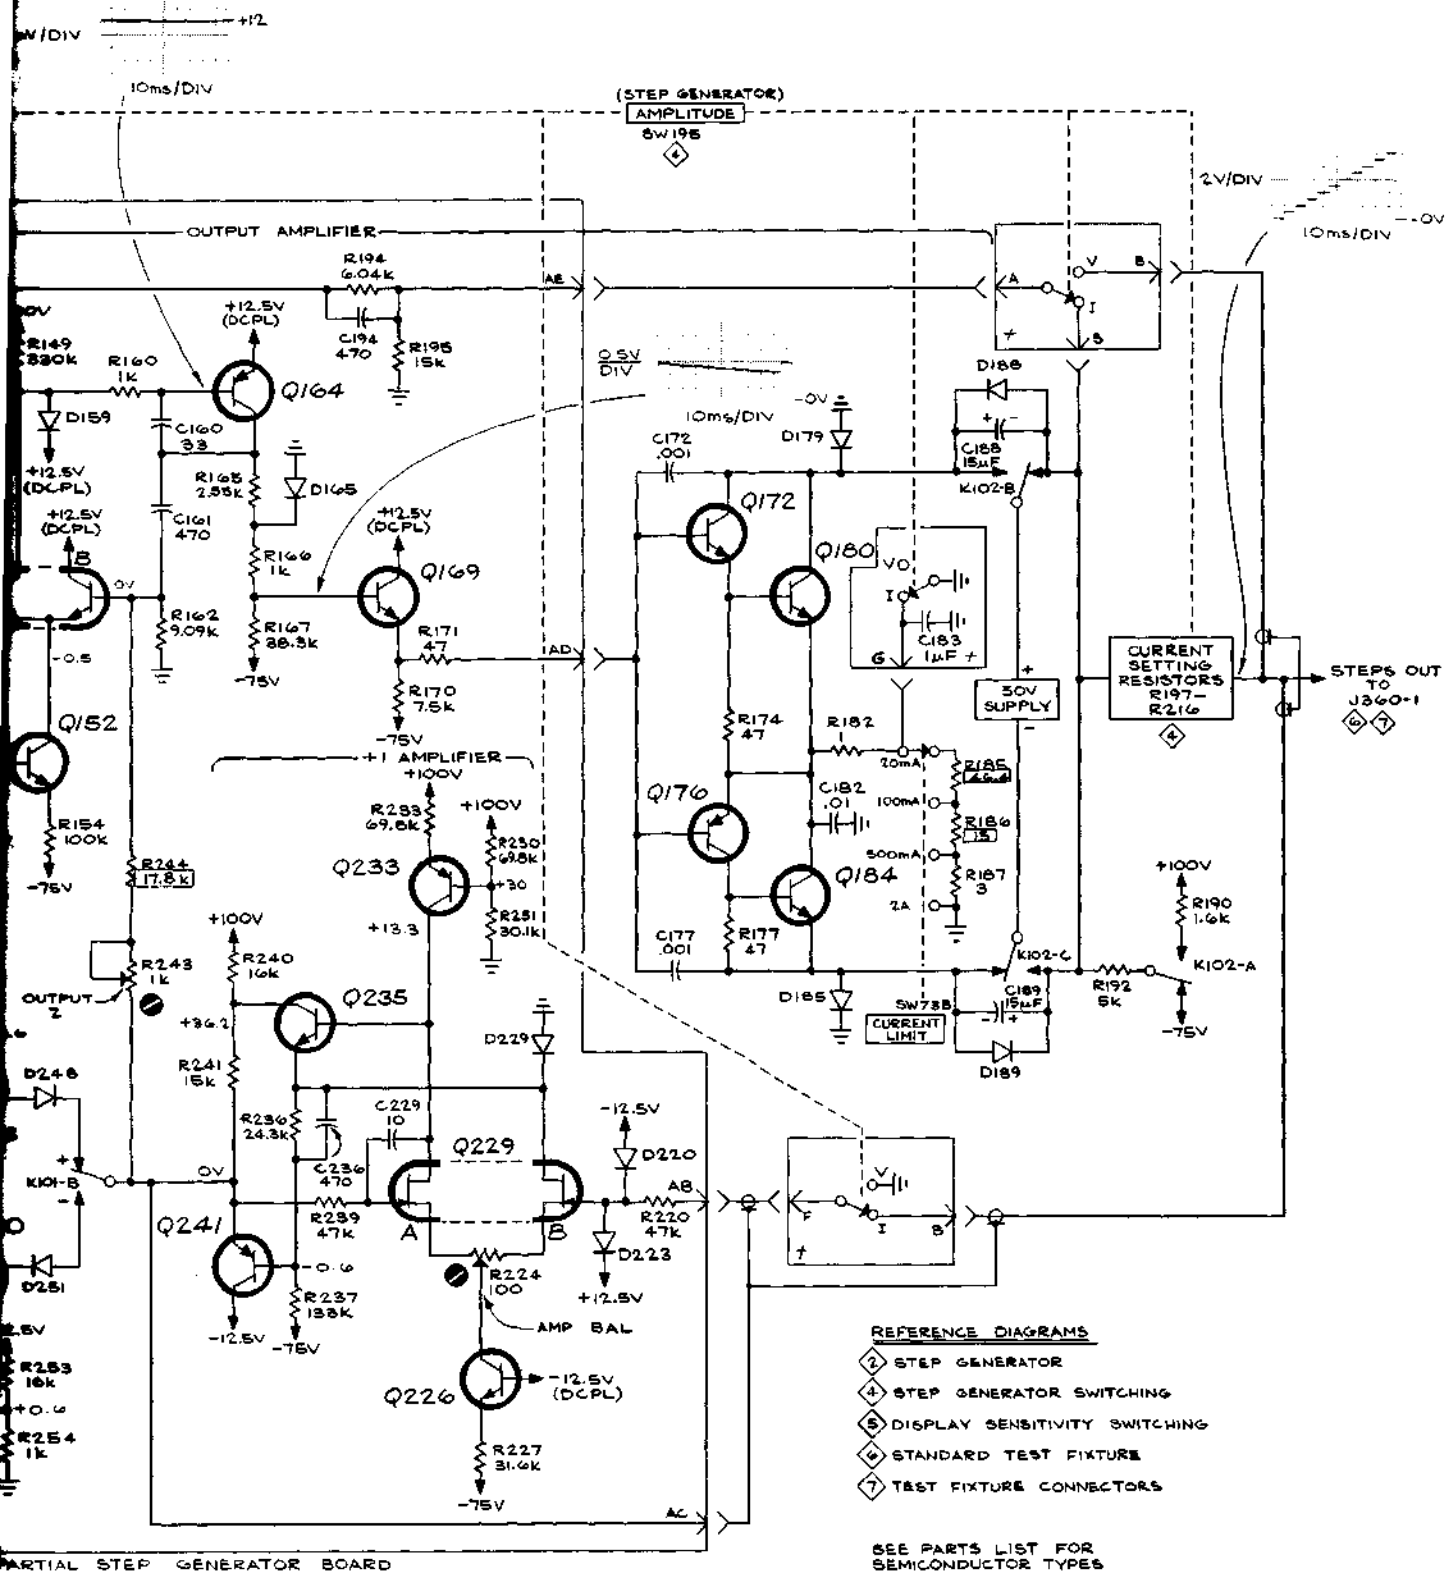 +12
V/DIV
10ms/DIV
(STEP GENERATOR)
AMPLITUDE
SW195
4
2V/DIV
-0V
10ms/DIV
OUTPUT AMPLIFIER
R194
6.04K
AE
A
V
B
I
S
+12.5V
(DCPL)
C194
470
R195
15K
0V
R149
330K
R160
1K
Q164
0.5V
DIV
10ms/DIV
-0V
D188
D159
C160
33
+12.5V
(DCPL)
R165
2.55K
D165
C172
.001
D179
+ -
C188
15µF
K102-B
+12.5V
(DCPL)
B
C161
470
+12.5V
(DCPL)
Q172
R166
1K
Q169
Q180
VO
I
C183
1µF +
G
0V
R162
9.09K
R167
38.3K
-75V
R171
47
AD
-0.5
R170
7.5K
-75V
+
30V
SUPPLY
-
CURRENT
SETTING
RESISTORS
R197-
R216
4
STEPS OUT
TO
J360-1
6 7
Q152
R174
47
R182
1
+1 AMPLIFIER
+100V
20mA
R185
R233
69.8K
+100V
Q176
C182
.01
100mA
R186
15
R154
100K
-75V
R230
69.8K
500mA
R187
3
+100V
R244
17.8K
Q233
+30
Q184
2A
R190
1.6K
R231
30.1K
+13.3
+100V
C177
.001
R177
47
K102-C
K102-A
R243
1K
R240
16K
OUTPUT
Z
Q235
D185
SW73B
CURRENT
LIMIT
C189
15µF
- +
R192
5K
-75V
+36.2
D229
R241
15K
D189
D248
C229
10
-12.5V
R236
24.3K
Q229
D220
+
K101-B
-
0V
C236
470
AB
V
F
I
B
Q241
R239
47K
A
B
R220
47K
D223
D251
-0.6
R237
133K
R224
100
+12.5V
-12.5V
-75V
AMP BAL
REFERENCE DIAGRAMS
2 STEP GENERATOR
4 STEP GENERATOR SWITCHING
5 DISPLAY SENSITIVITY SWITCHING
6 STANDARD TEST FIXTURE
7 TEST FIXTURE CONNECTORS
R253
16K
Q226
-12.5V
(DCPL)
+0.6
R254
1K
R227
31.6K
-75V
AC
PARTIAL STEP GENERATOR BOARD
SEE PARTS LIST FOR
SEMICONDUCTOR TYPES